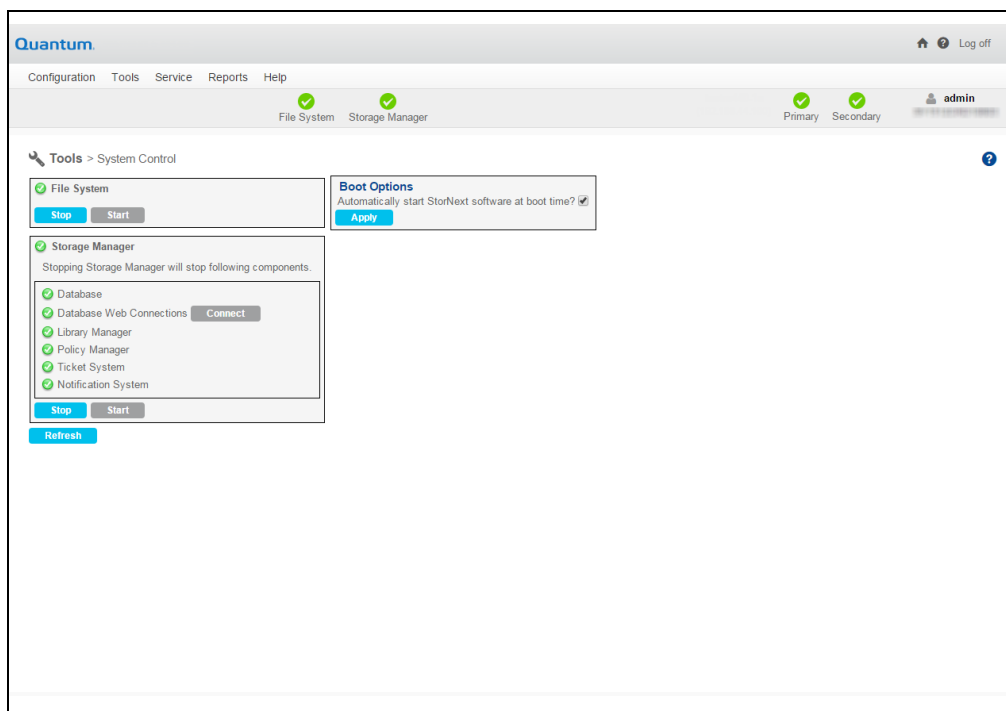 Quantum.
Log off
Configuration Tools Service Reports Help
File System Storage Manager
Primary Secondary
admin
Tools > System Control
File System
Stop Start
Boot Options
Automatically start StorNext software at boot time?
Apply
Storage Manager
Stopping Storage Manager will stop following components.
Database
Database Web Connections Connect
Library Manager
Policy Manager
Ticket System
Notification System
Stop Start
Refresh